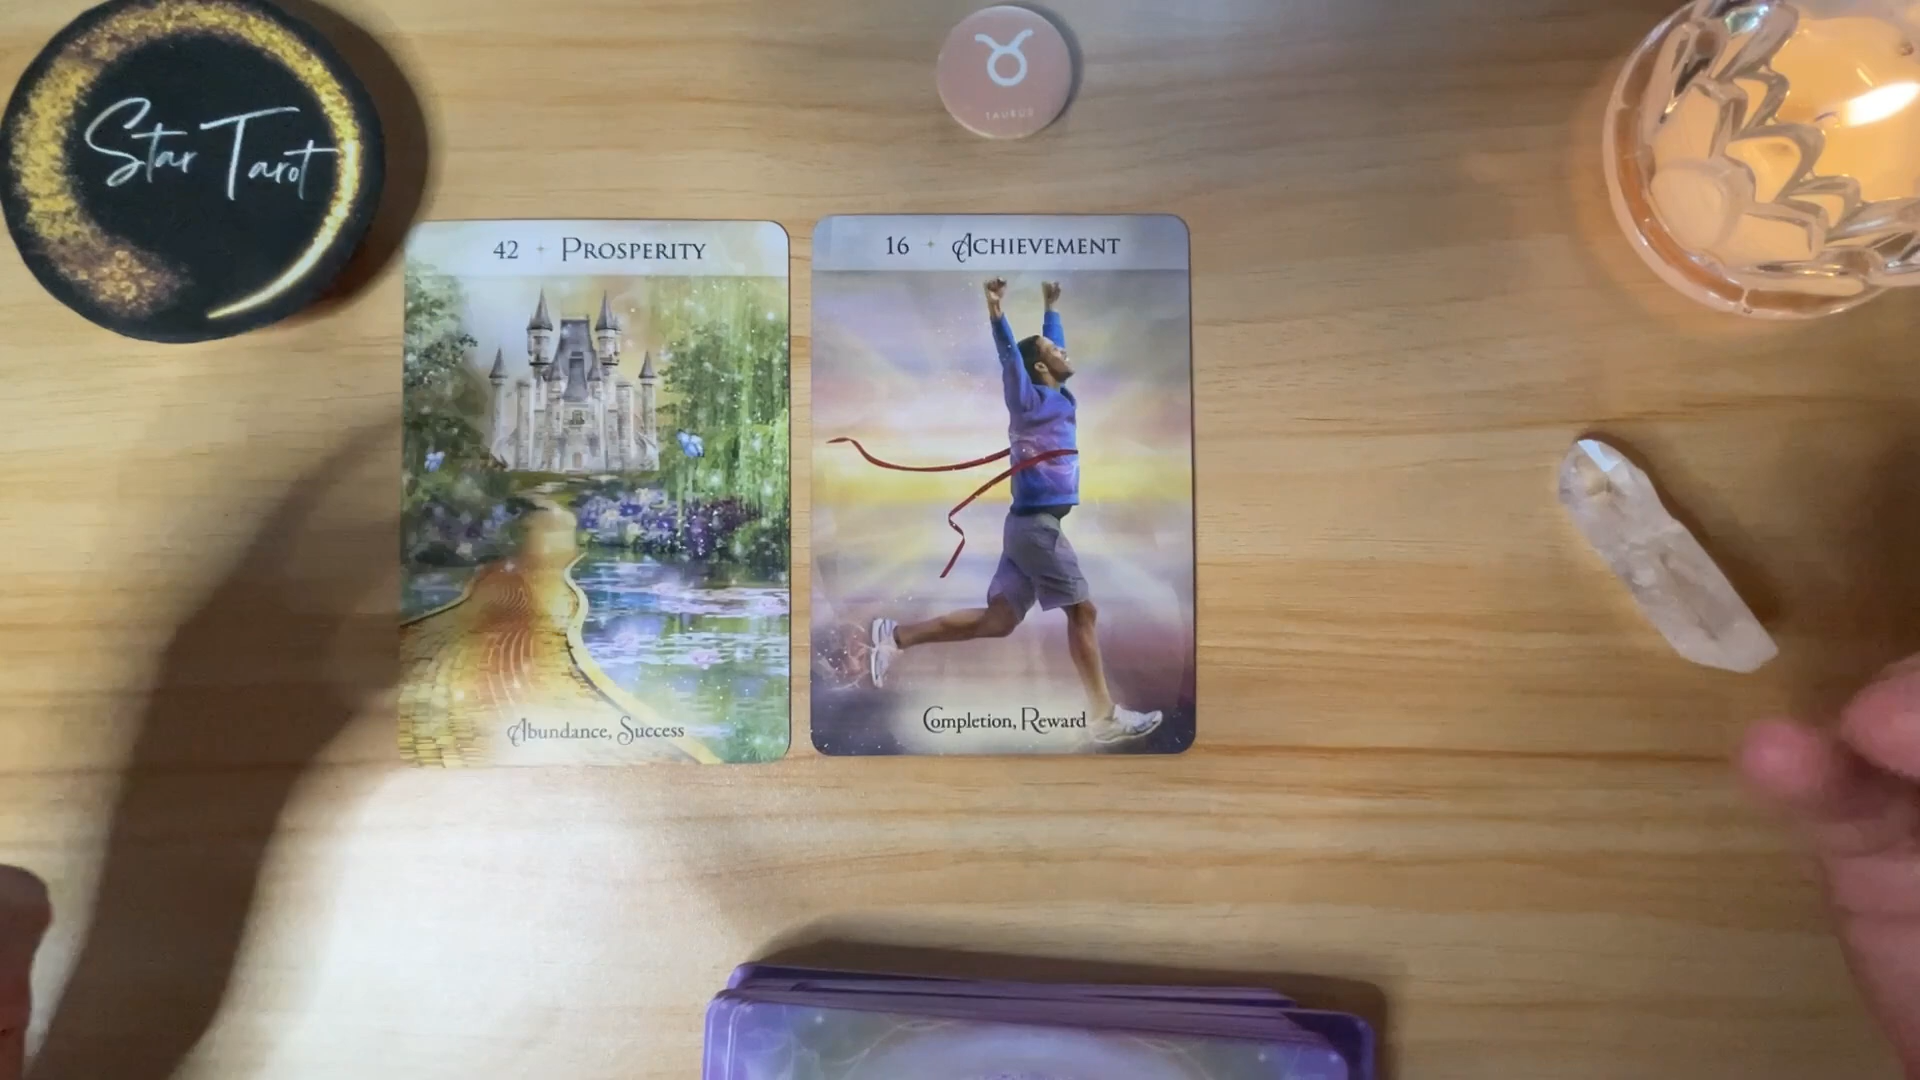 Star Tarot
TAURUS
42 Prosperity
Abundance, Success
16 Achievement
Completion, Reward